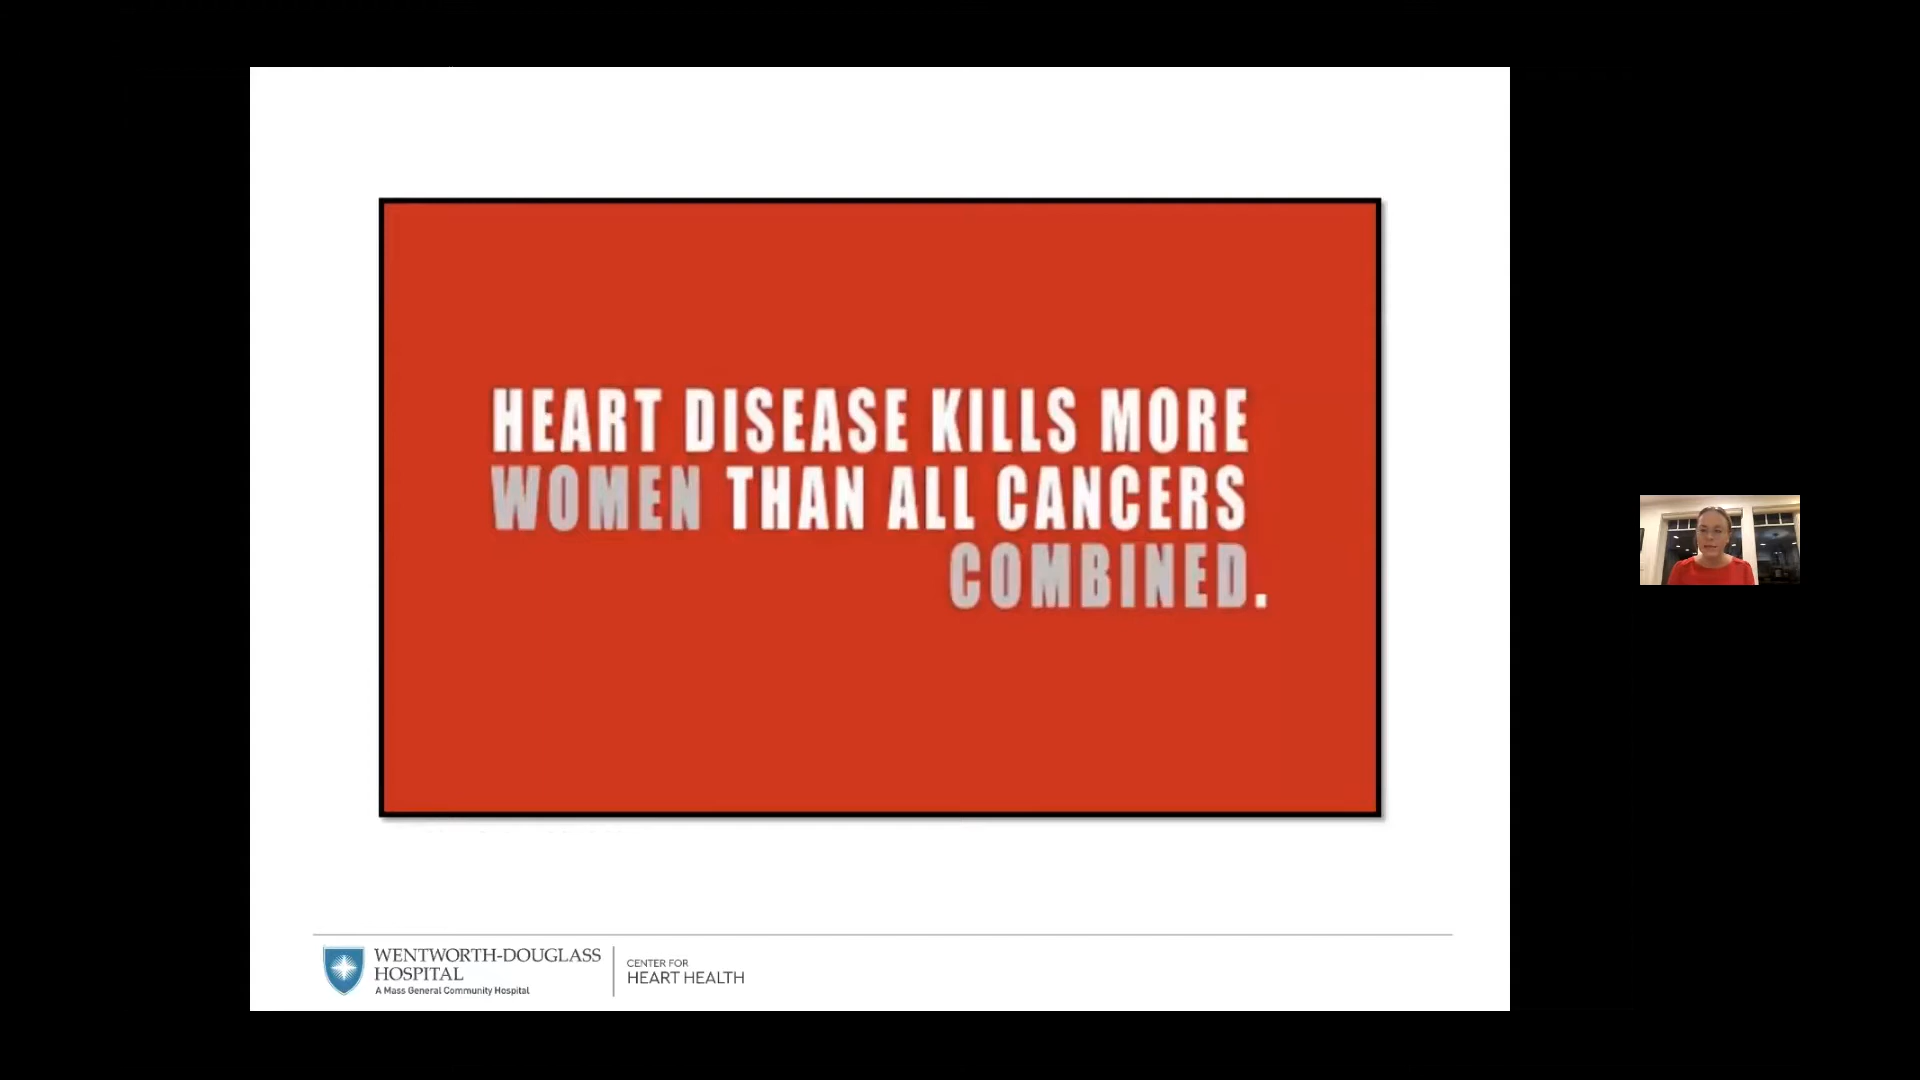 HEART DISEASE KILLS MORE
WOMEN THAN ALL CANCERS
COMBINED.
WENTWORTH-DOUGLASS
HOSPITAL
A Mass General Community Hospital
CENTER FOR
HEART HEALTH